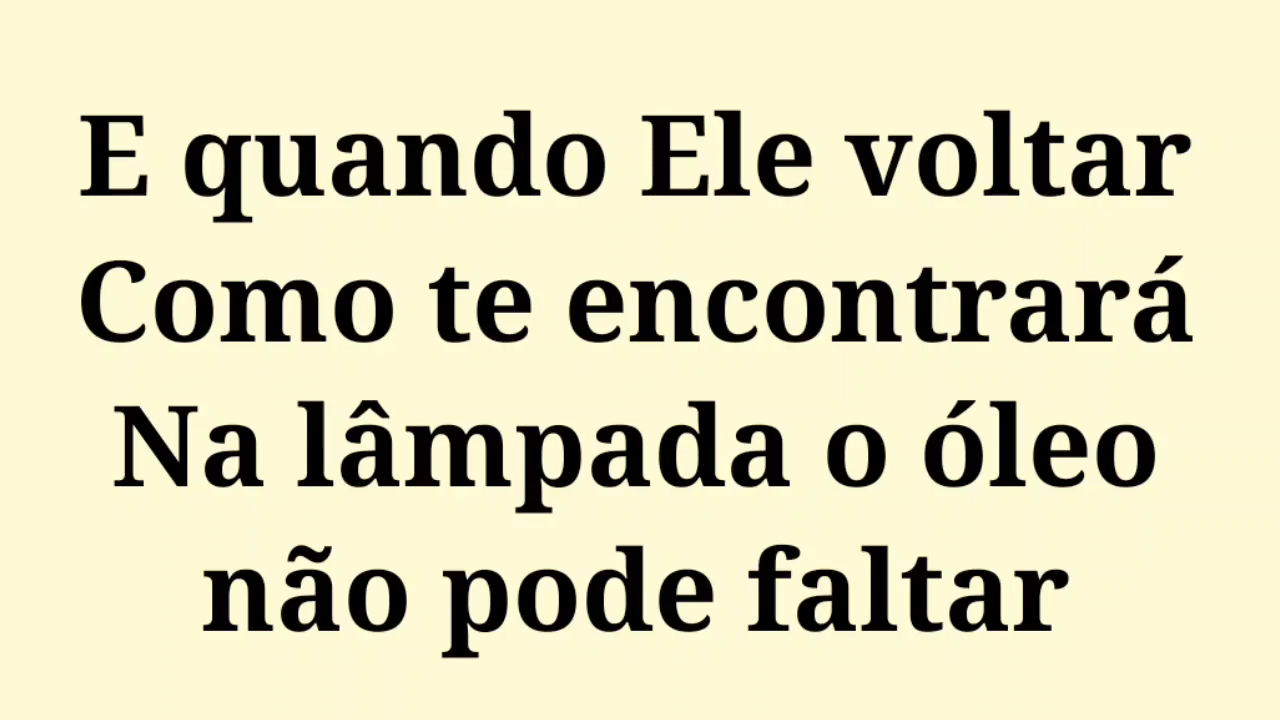 E quando Ele voltar
Como te encontrará
Na lâmpada o óleo
não pode faltar